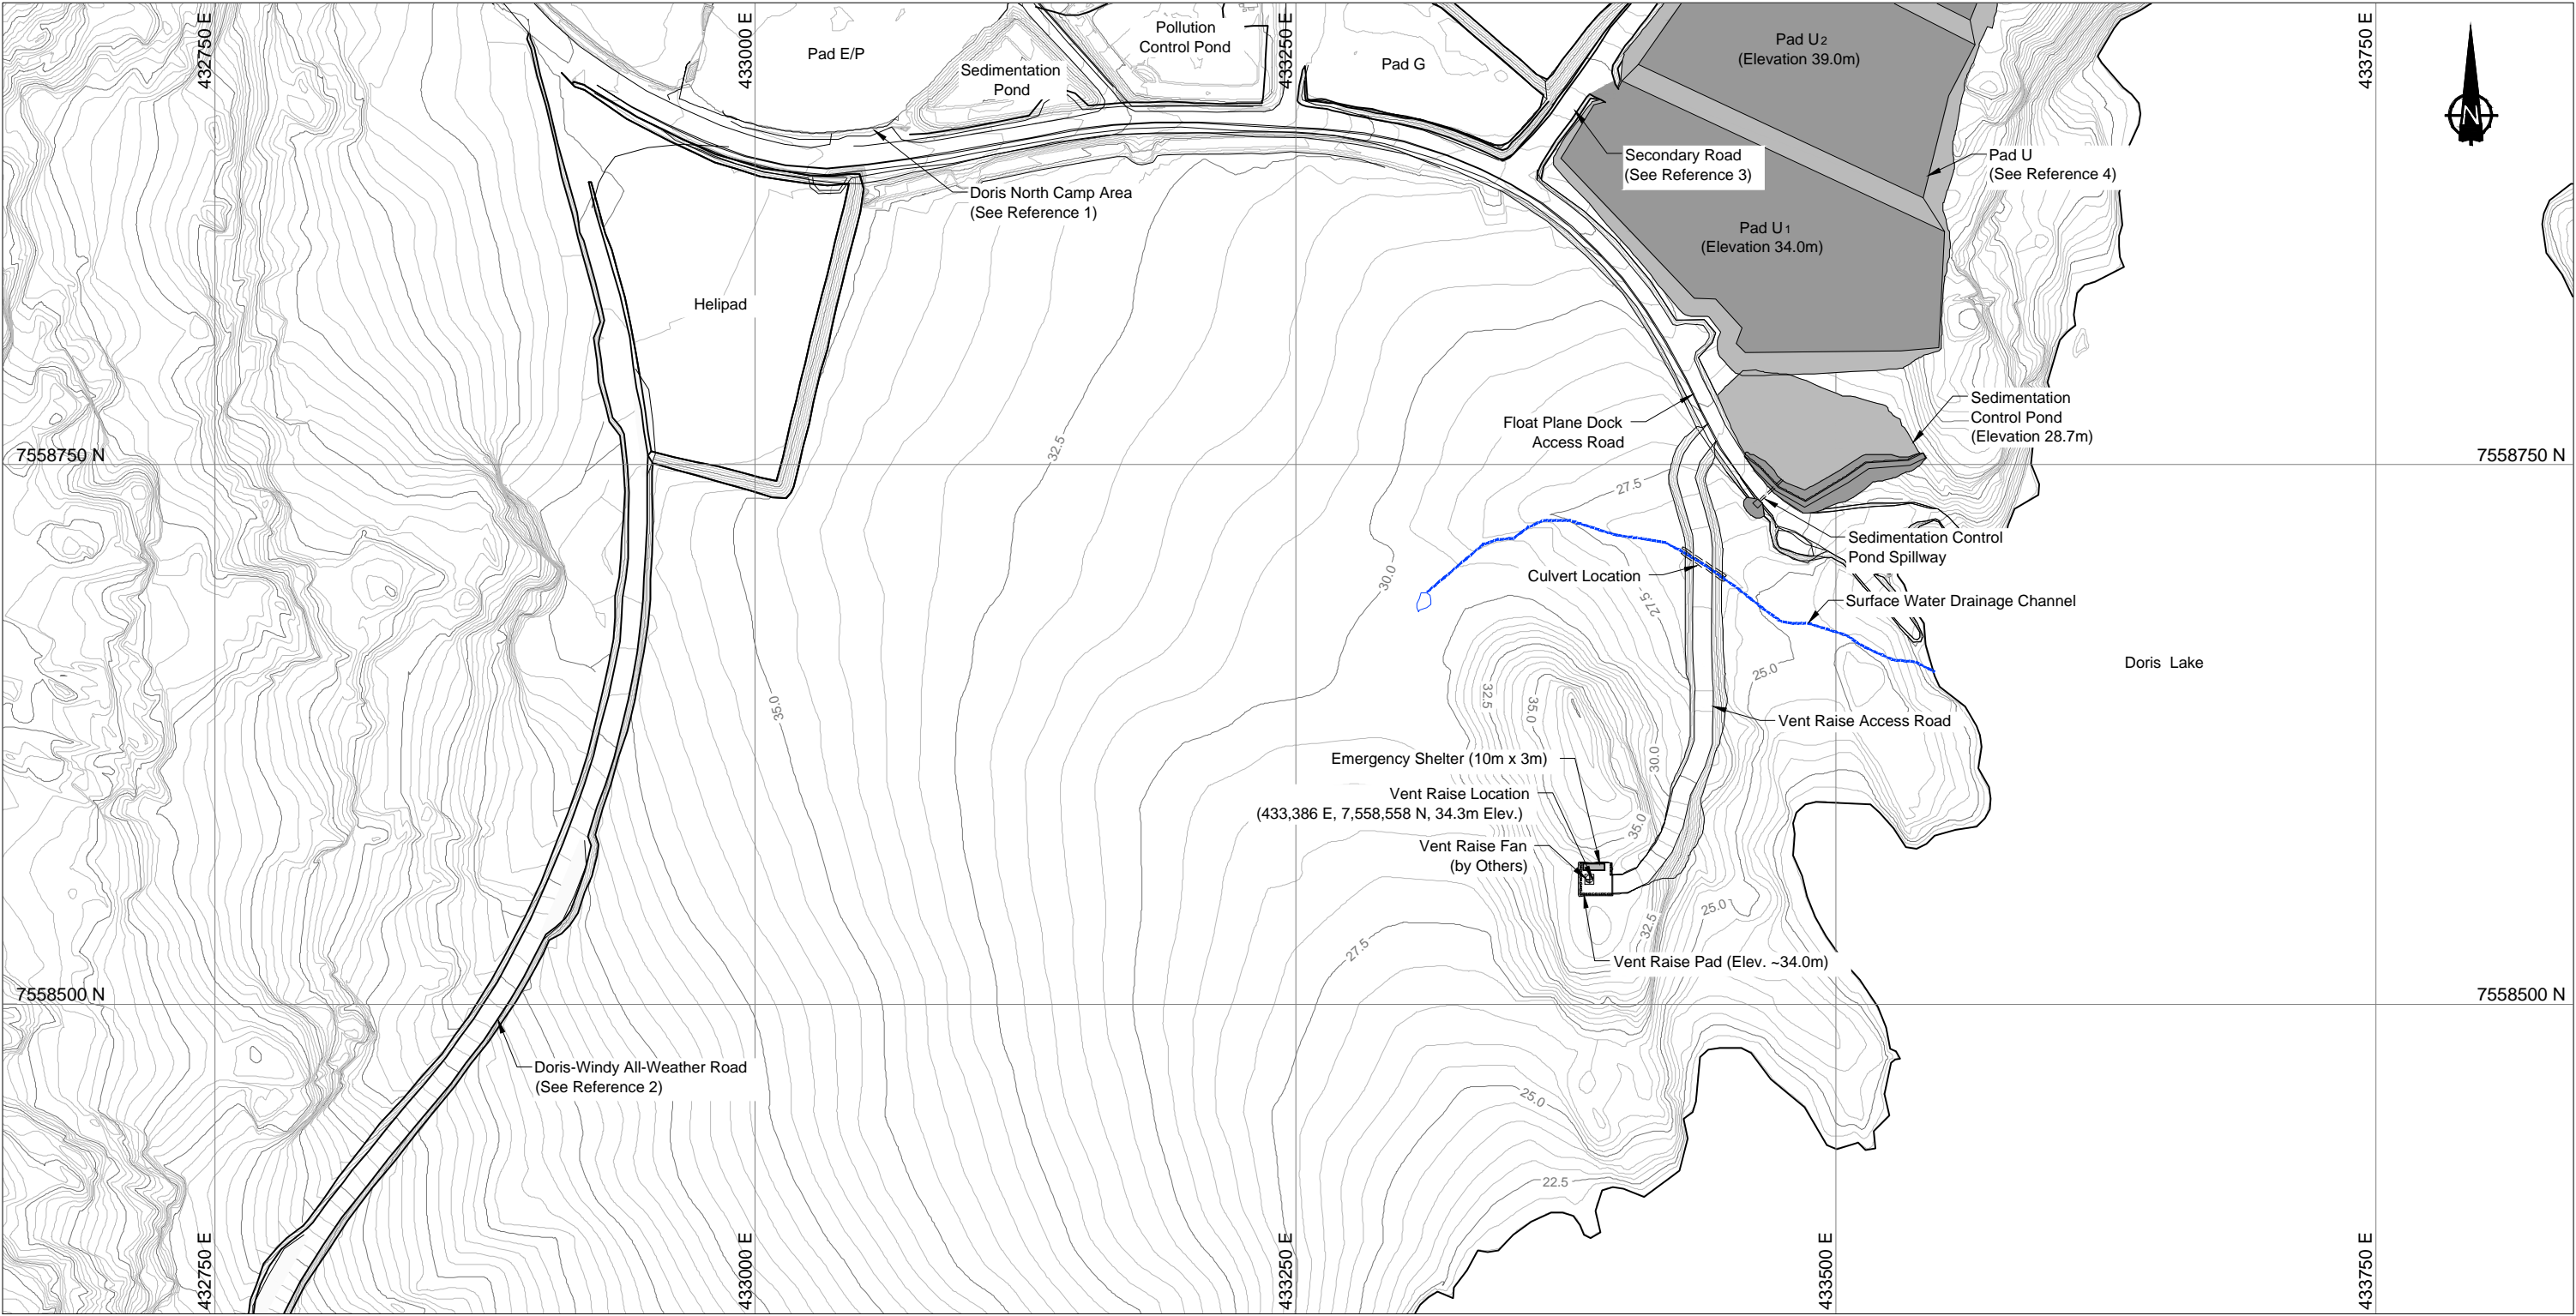 432750 E
433000 E
433250 E
433750 E
Pad E/P
Pollution
Control Pond
Sedimentation
Pond
Pad G
Pad U2
(Elevation 39.0m)
N
Secondary Road
(See Reference 3)
Pad U
(See Reference 4)
Doris North Camp Area
(See Reference 1)
Pad U1
(Elevation 34.0m)
Helipad
Sedimentation
Control Pond
(Elevation 28.7m)
Float Plane Dock
Access Road
32.5
7558750 N
7558750 N
27.5
Sedimentation Control
Pond Spillway
Culvert Location
30.0
27.5
Surface Water Drainage Channel
Doris Lake
25.0
32.5
35.0
35.0
Vent Raise Access Road
30.0
Emergency Shelter (10m x 3m)
Vent Raise Location
(433,386 E, 7,558,558 N, 34.3m Elev.)
35.0
Vent Raise Fan
(by Others)
25.0
32.5
27.5
Vent Raise Pad (Elev. ~34.0m)
7558500 N
7558500 N
Doris-Windy All-Weather Road
(See Reference 2)
25.0
22.5
432750 E
433000 E
433250 E
433500 E
433750 E